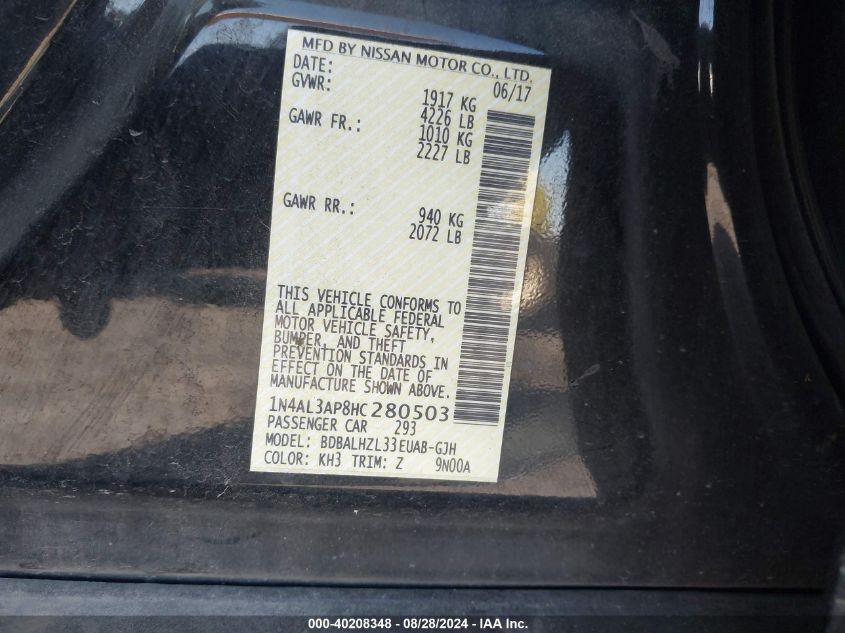 MFD BY NISSAN MOTOR CO., LTD.
DATE: 06/17
GVWR: 1917 KG
4226 LB
GAWR FR.: 1010 KG
2227 LB
GAWR RR.: 940 KG
2072 LB
THIS VEHICLE CONFORMS TO
ALL APPLICABLE FEDERAL
MOTOR VEHICLE SAFETY,
BUMPER, AND THEFT
PREVENTION STANDARDS IN
EFFECT ON THE DATE OF
MANUFACTURE SHOWN ABOVE.
1N4AL3AP8HC280503
PASSENGER CAR 293
MODEL: BDBALHZL33EUAB-GJH
COLOR: KH3 TRIM: Z 9N00A
000-40208348 - 08/28/2024 - IAA Inc.